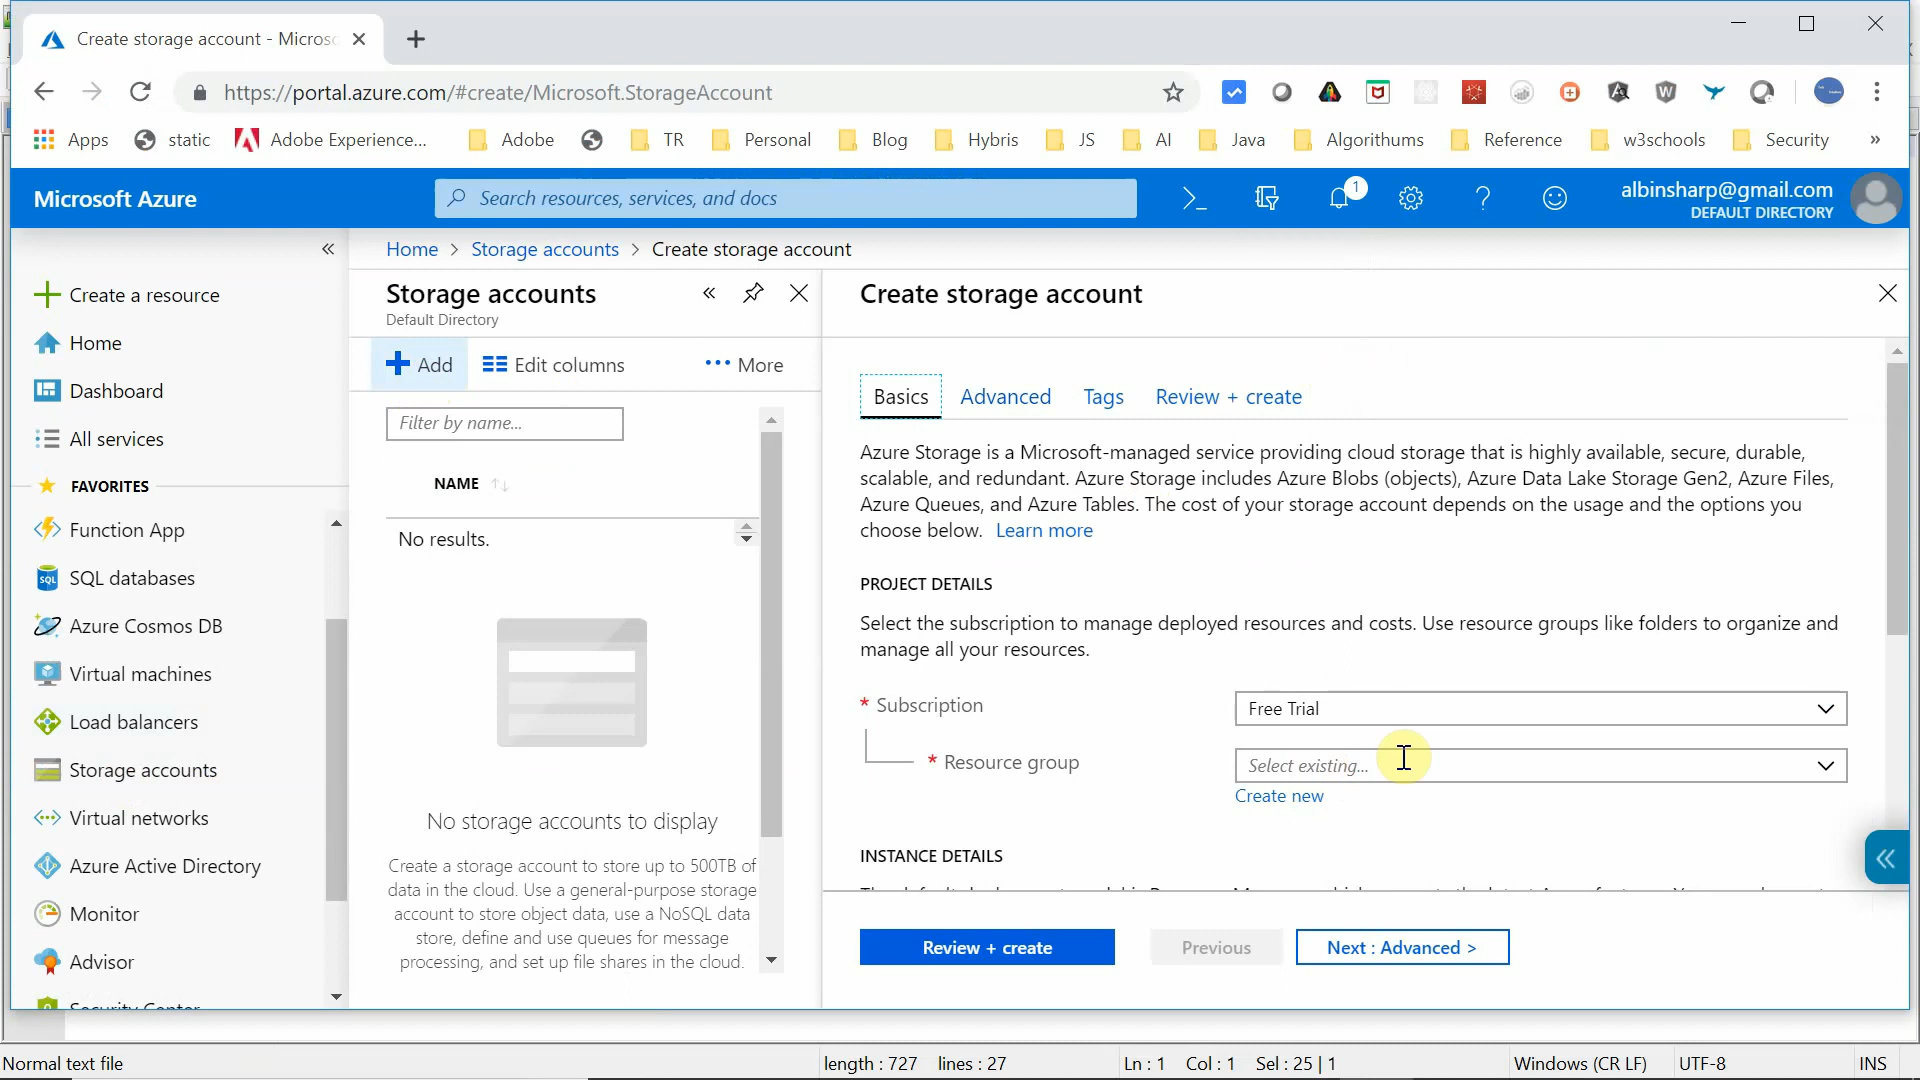 Create storage account - Micros
https://portal.azure.com/#create/Microsoft.StorageAccount
Apps static Adobe Experience... Adobe TR Personal Blog Hybris JS AI Java Algorithums Reference w3schools Security »
Microsoft Azure
Search resources, services, and docs
1
albinsharp@gmail.com
DEFAULT DIRECTORY
Home > Storage accounts > Create storage account
Create a resource
Home
Dashboard
All services
FAVORITES
Function App
SQL databases
Azure Cosmos DB
Virtual machines
Load balancers
Storage accounts
Virtual networks
Azure Active Directory
Monitor
Advisor
Security Center
Storage accounts
Default Directory
Add Edit columns More
Filter by name...
NAME
No results.
No storage accounts to display
Create a storage account to store up to 500TB of
data in the cloud. Use a general-purpose storage
account to store object data, use a NoSQL data
store, define and use queues for message
processing, and set up file shares in the cloud.
Create storage account
Basics Advanced Tags Review + create
Azure Storage is a Microsoft-managed service providing cloud storage that is highly available, secure, durable,
scalable, and redundant. Azure Storage includes Azure Blobs (objects), Azure Data Lake Storage Gen2, Azure Files,
Azure Queues, and Azure Tables. The cost of your storage account depends on the usage and the options you
choose below. Learn more
PROJECT DETAILS
Select the subscription to manage deployed resources and costs. Use resource groups like folders to organize and
manage all your resources.
* Subscription
Free Trial
* Resource group
Select existing...
Create new
INSTANCE DETAILS
Review + create Previous Next : Advanced >
Normal text file length : 727 lines : 27 Ln : 1 Col : 1 Sel : 25 | 1 Windows (CR LF) UTF-8 INS